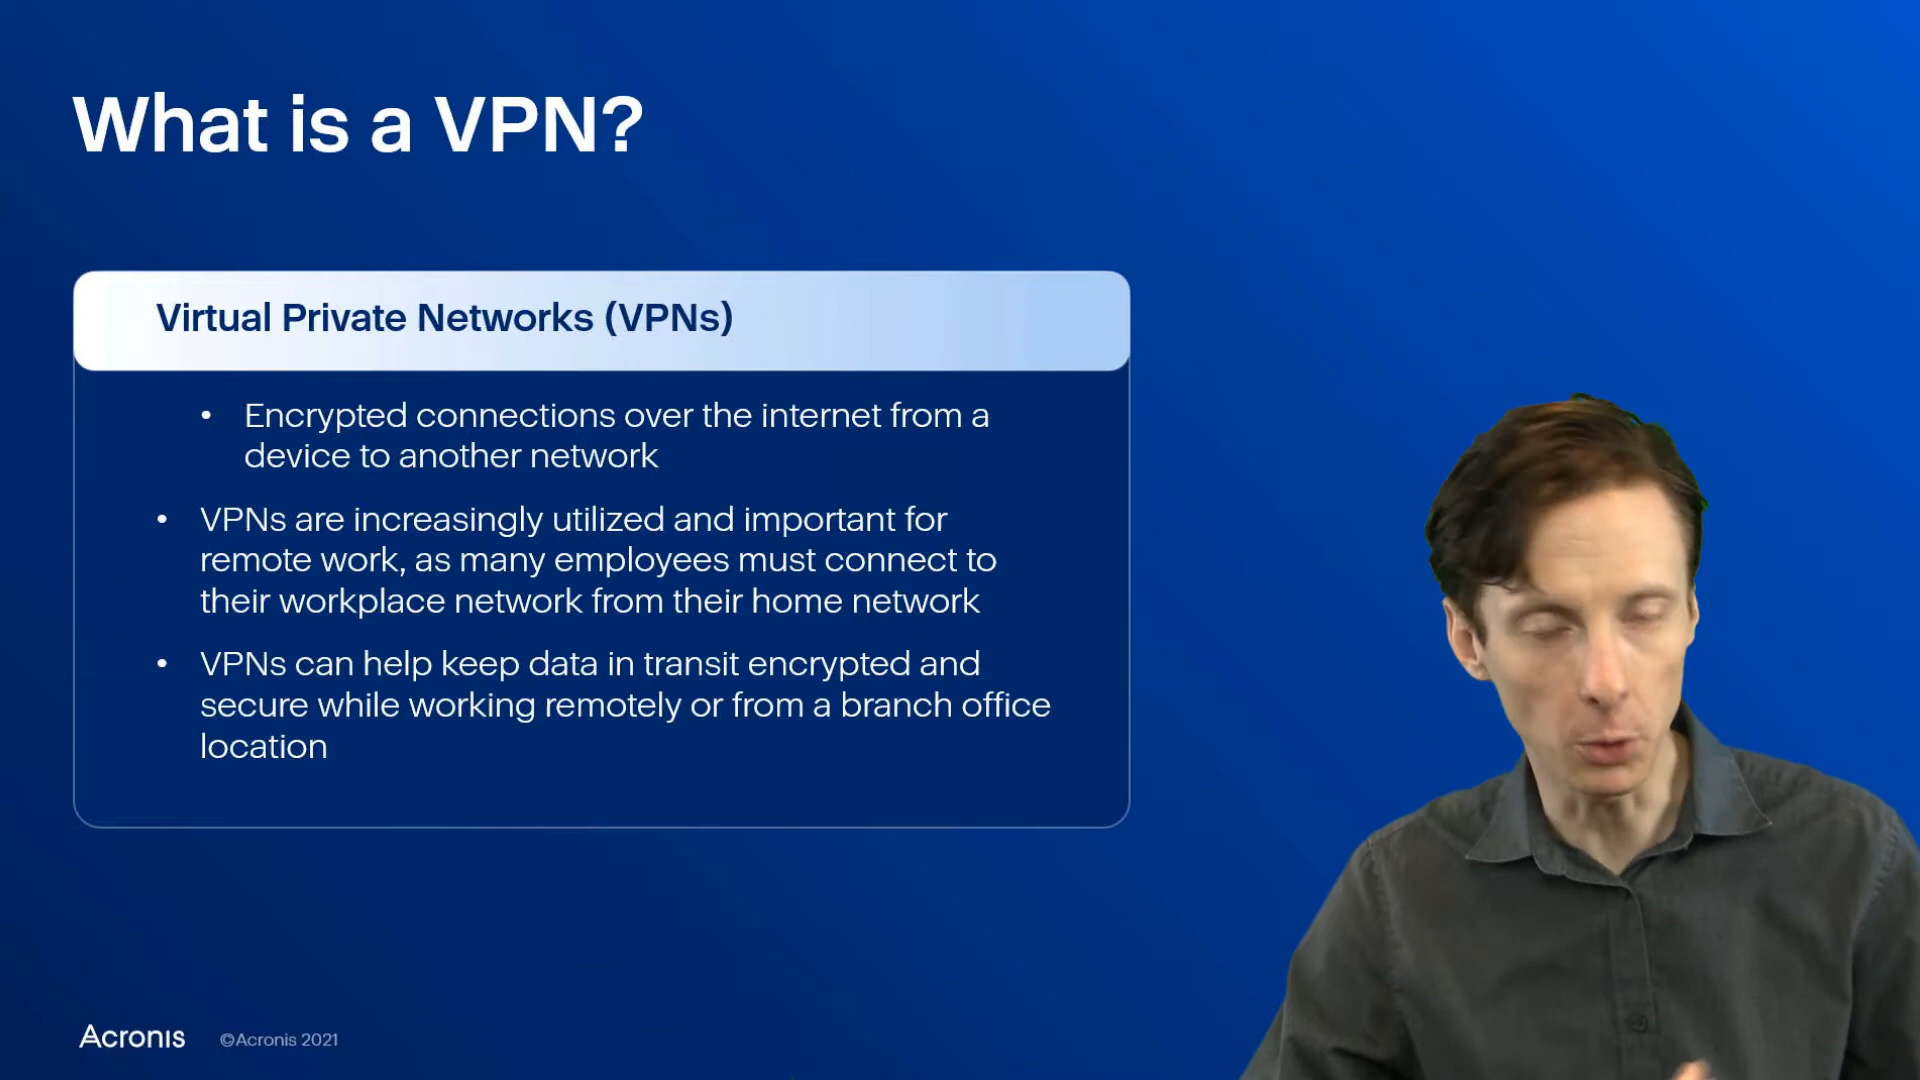 What is a VPN?
Virtual Private Networks (VPNs)
• Encrypted connections over the internet from a
device to another network
• VPNs are increasingly utilized and important for
remote work, as many employees must connect to
their workplace network from their home network
• VPNs can help keep data in transit encrypted and
secure while working remotely or from a branch office
location
Acronis ©Acronis 2021